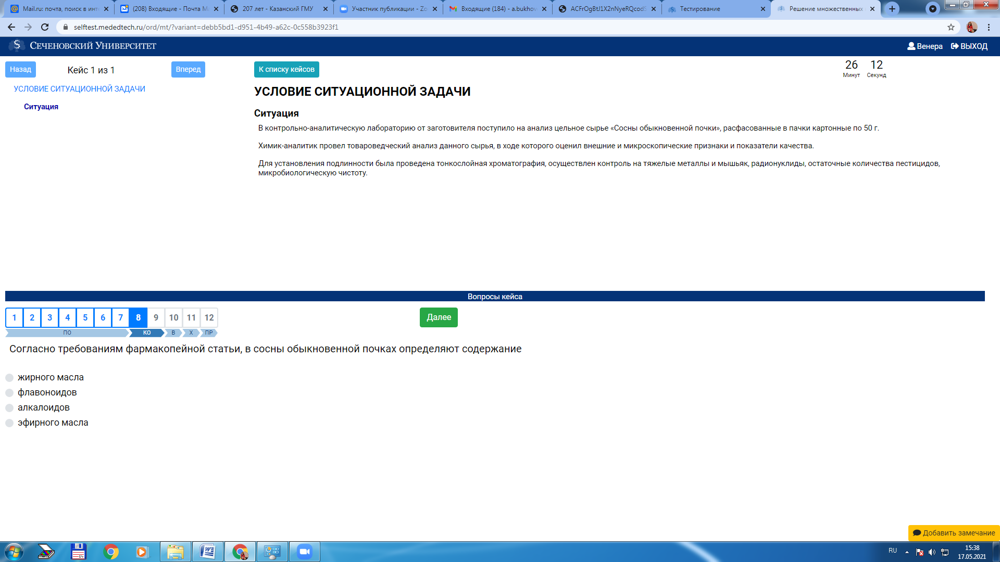 Mail.ru: почта, поиск в инт
(208) Входящие - Почта Ma
207 лет - Казанский ГМУ
Участник публикации - Zo
Входящие (184) - a.bukhov
ACFrOgBtJ1X2nNyeRQcodS
Тестирование
Решение множественных
selftest.mededtech.ru/ord/mt/?variant=debb5bd1-d951-4b49-a62c-0c558b3923f1
Сеченовский Университет
Венера
ВЫХОД
Назад
Кейс 1 из 1
Вперед
К списку кейсов
26 12
Минут Секунд
УСЛОВИЕ СИТУАЦИОННОЙ ЗАДАЧИ
Ситуация
УСЛОВИЕ СИТУАЦИОННОЙ ЗАДАЧИ
Ситуация
В контрольно-аналитическую лабораторию от заготовителя поступило на анализ цельное сырье «Сосны обыкновенной почки», расфасованные в пачки картонные по 50 г.
Химик-аналитик провел товароведческий анализ данного сырья, в ходе которого оценил внешние и микроскопические признаки и показатели качества.
Для установления подлинности была проведена тонкослойная хроматография, осуществлен контроль на тяжелые металлы и мышьяк, радионуклиды, остаточные количества пестицидов,
микробиологическую чистоту.
Вопросы кейса
1 2 3 4 5 6 7 8 9 10 11 12
ПО КО В Х ПР
Далее
Согласно требованиям фармакопейной статьи, в сосны обыкновенной почках определяют содержание
жирного масла
флавоноидов
алкалоидов
эфирного масла
Добавить замечание
RU
15:38
17.05.2021